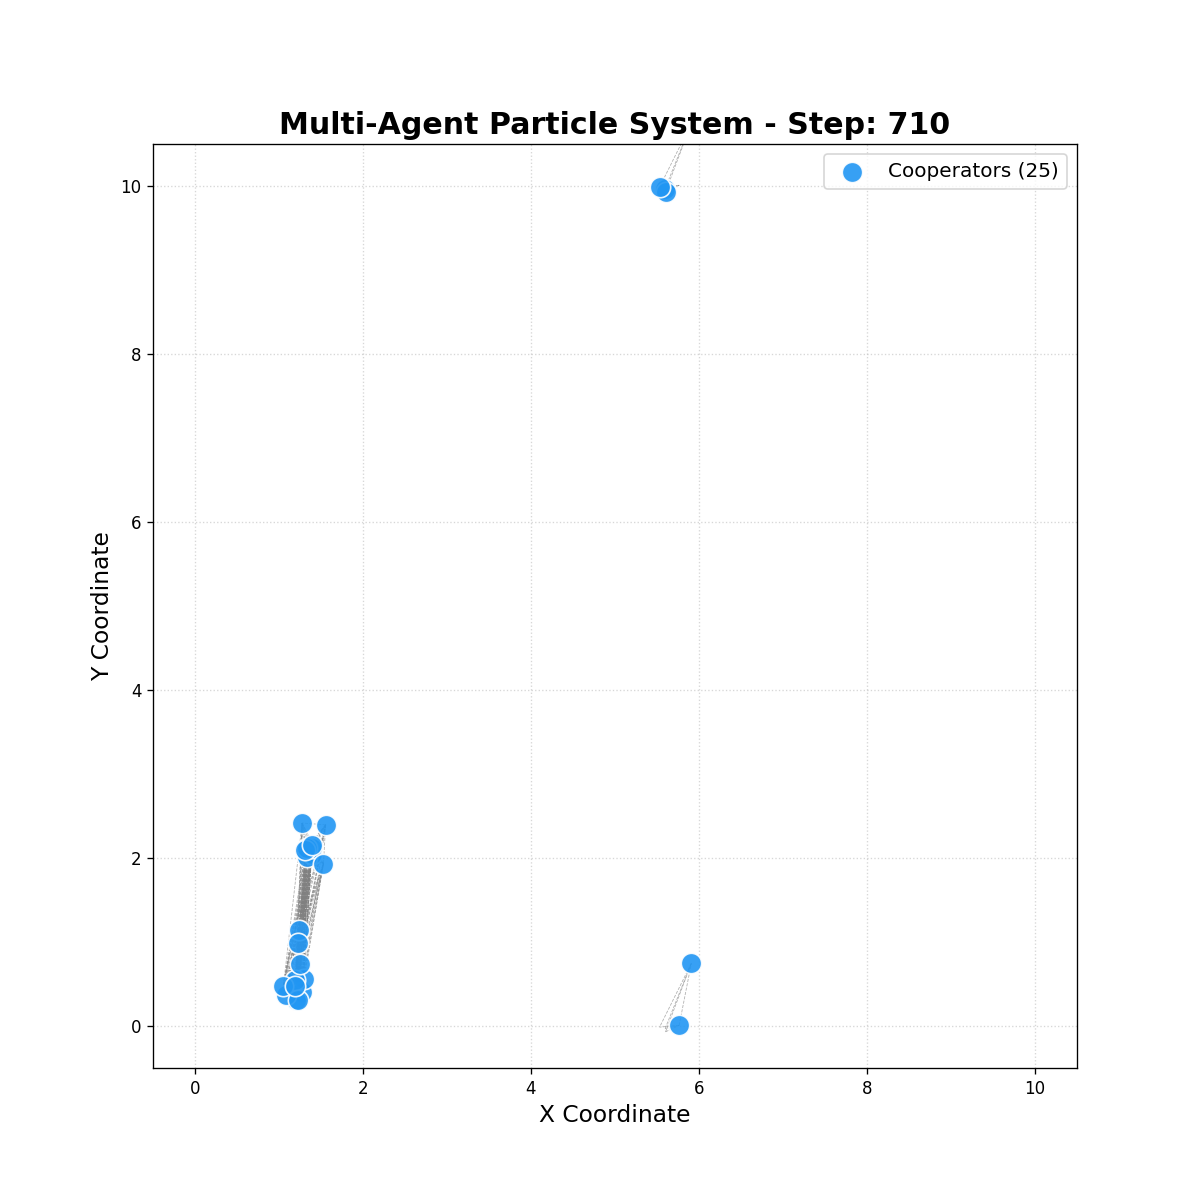 Multi-Agent Particle System - Step: 710
Cooperators (25)
10
8
6
4
2
0
Y Coordinate
0 2 4 6 8 10
X Coordinate